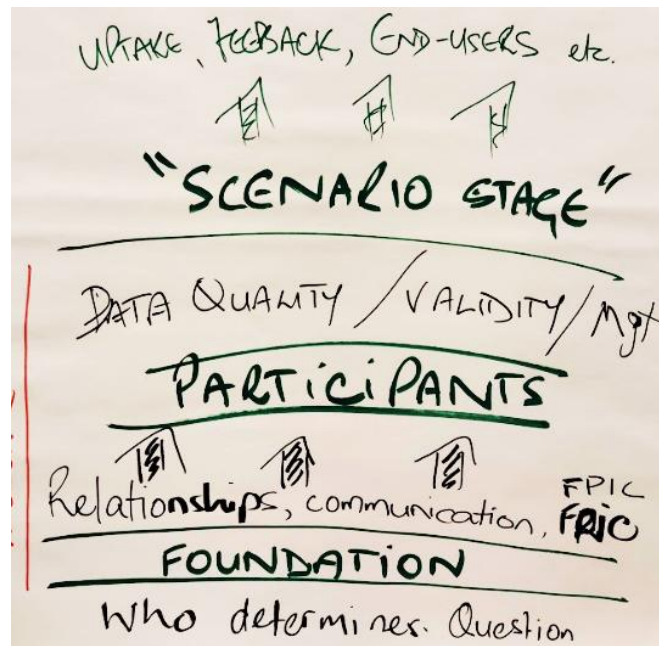 UPTAKE, FEEDBACK, END-USERS etc.
"SCENARIO STAGE"
DATA QUALITY / VALIDITY / Mgt
PARTICIPANTS
FPIC
Relationships, communication, FPIC
FOUNDATION
Who determines. Question